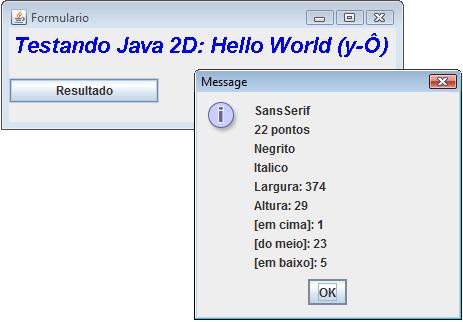 Formulario
Testando Java 2D: Hello World (y-Ô)
Resultado
Message
SansSerif
22 pontos
Negrito
Italico
Largura: 374
Altura: 29
[em cima]: 1
[do meio]: 23
[em baixo]: 5
OK